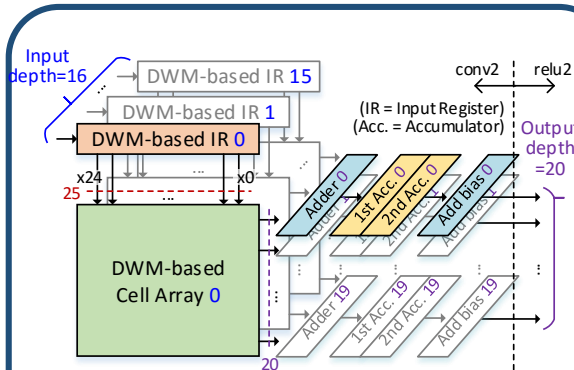 Input
depth=16
DWM-based IR 15
...
DWM-based IR 1
DWM-based IR 0
conv2
relu2
(IR = Input Register)
(Acc. = Accumulator)
Output
depth
=20
x24
x0
25
...
DWM-based
Cell Array 0
20
Adder 0
1st Acc. 0
2nd Acc. 0
Add bias 0
Adder 1
1st Acc. 1
2nd Acc. 1
Add bias 1
Adder 19
1st Acc. 19
2nd Acc. 19
Add bias 19